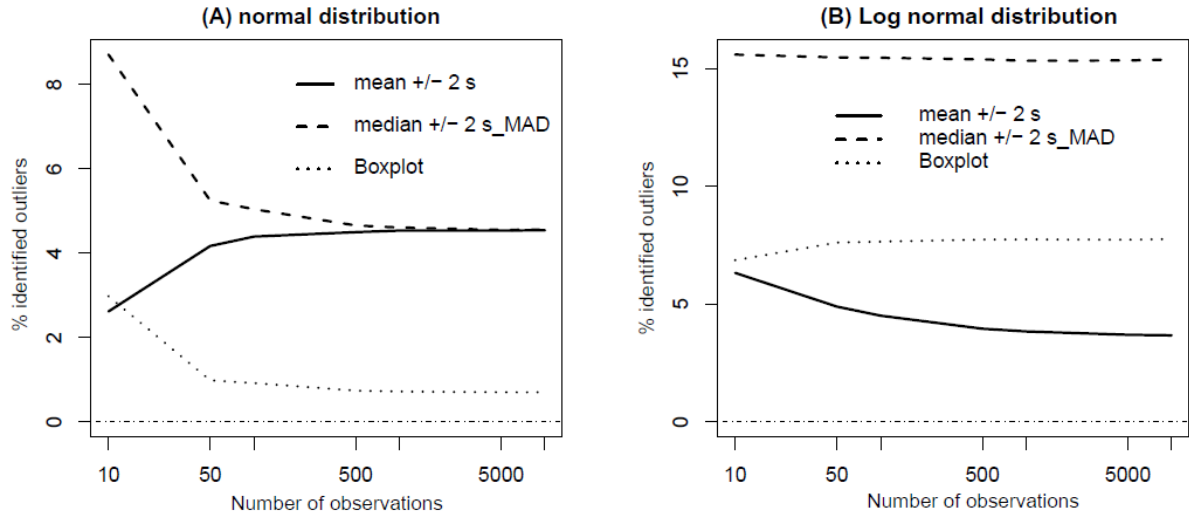 (A) normal distribution
% identified outliers
8
6
4
2
0
mean +/− 2 s
median +/− 2 s_MAD
Boxplot
10 50 500 5000
Number of observations
(B) Log normal distribution
% identified outliers
15
10
5
0
mean +/− 2 s
median +/− 2 s_MAD
Boxplot
10 50 500 5000
Number of observations